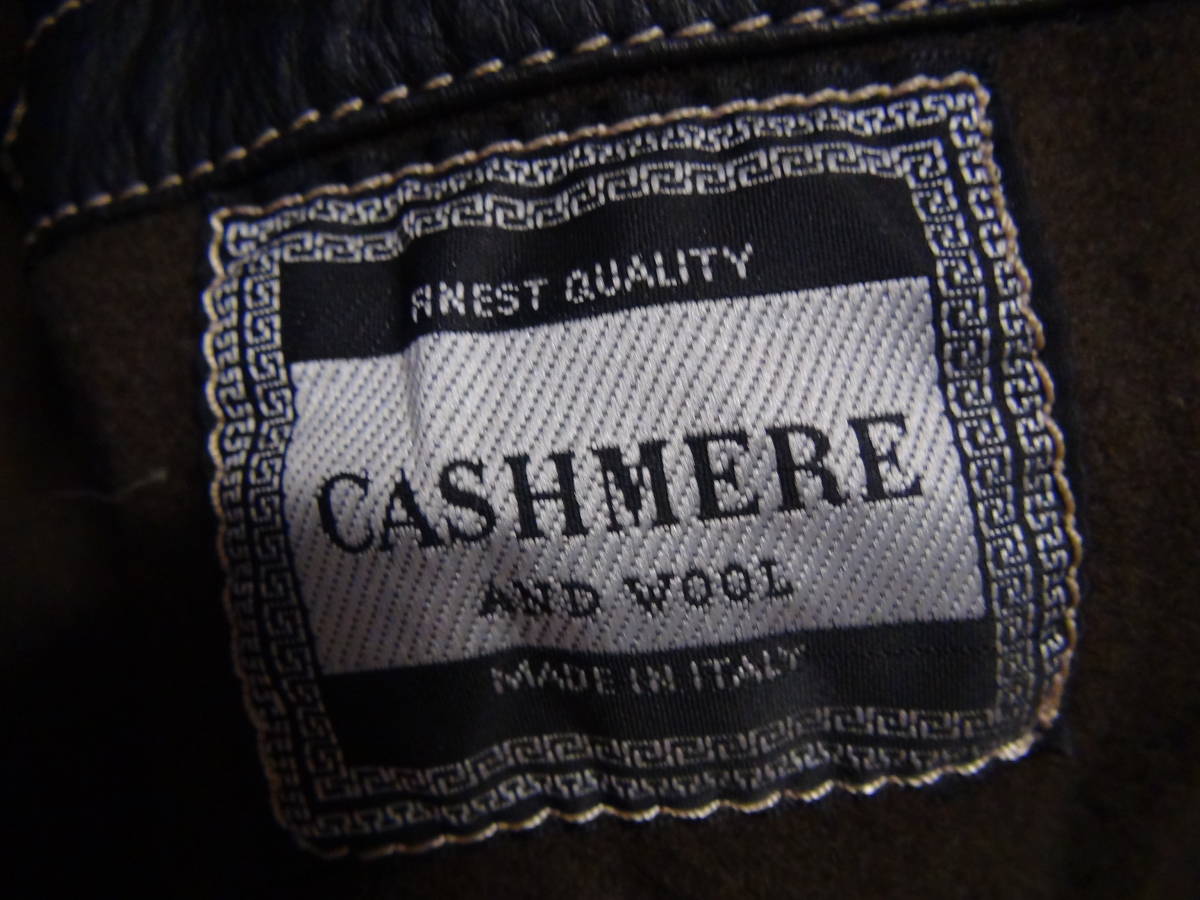 FINEST QUALITY
CASHMERE
AND WOOL
MADE IN ITALY